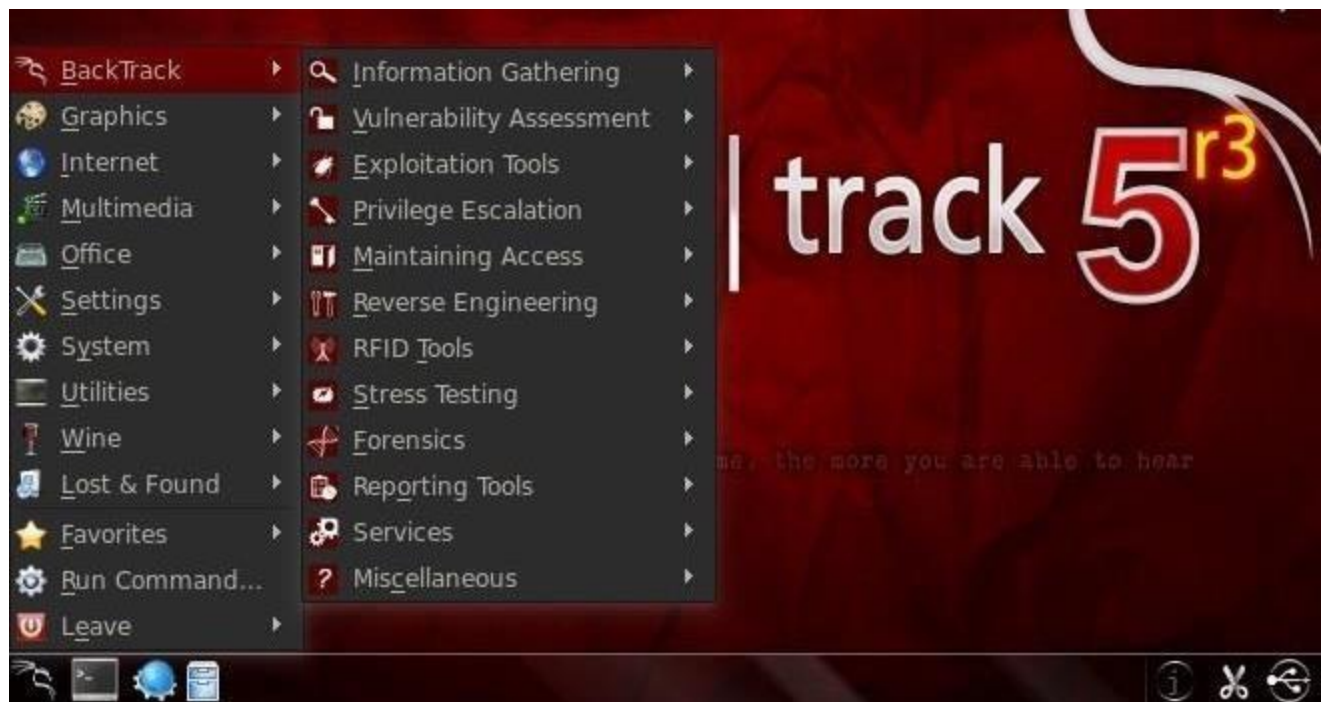 BackTrack
Graphics
Internet
Multimedia
Office
Settings
System
Utilities
Wine
Lost & Found
Favorites
Run Command...
Leave
Information Gathering
Vulnerability Assessment
Exploitation Tools
Privilege Escalation
Maintaining Access
Reverse Engineering
RFID Tools
Stress Testing
Forensics
Reporting Tools
Services
Miscellaneous
| track 5 r3
the more you are able to hear